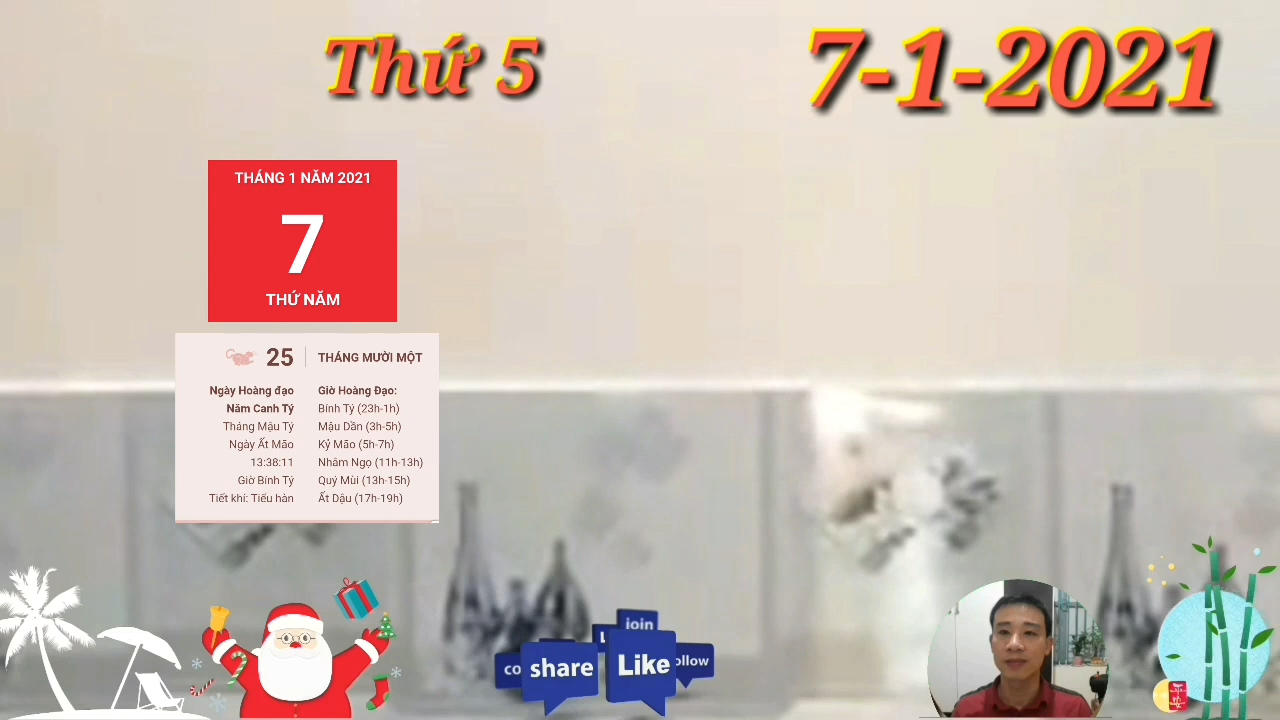 Thứ 5
7-1-2021
THÁNG 1 NĂM 2021
7
THỨ NĂM
25
THÁNG MƯỜI MỘT
Ngày Hoàng đạo
Năm Canh Tý
Tháng Mậu Tý
Ngày Ất Mão
13:38:11
Giờ Bính Tý
Tiết khí: Tiểu hàn
Giờ Hoàng Đạo:
Bính Tý (23h-1h)
Mậu Dần (3h-5h)
Kỷ Mão (5h-7h)
Nhâm Ngọ (11h-13h)
Quý Mùi (13h-15h)
Ất Dậu (17h-19h)
join
share
Like